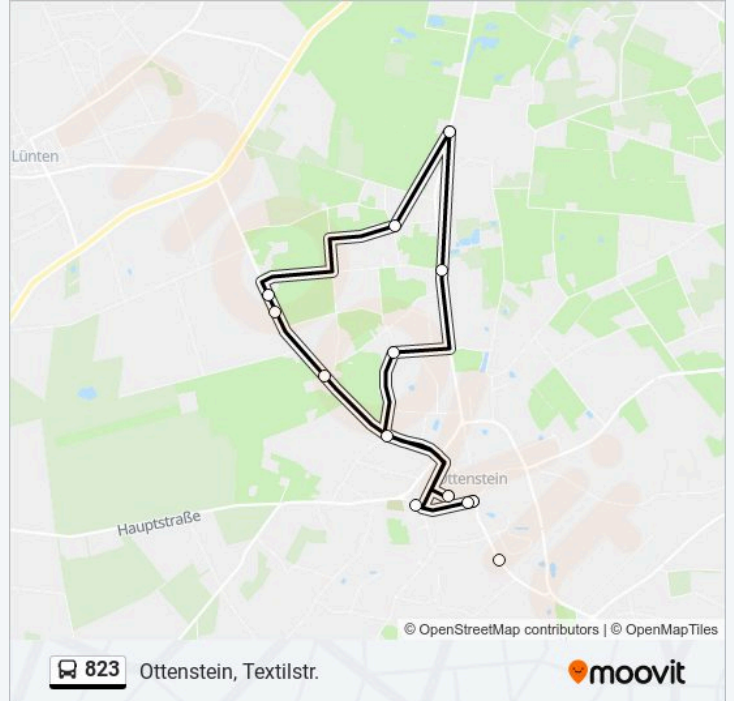 Lünten
Ottenstein
Hauptstraße
© OpenStreetMap contributors | © OpenMapTiles
823 Ottenstein, Textilstr.
moovit